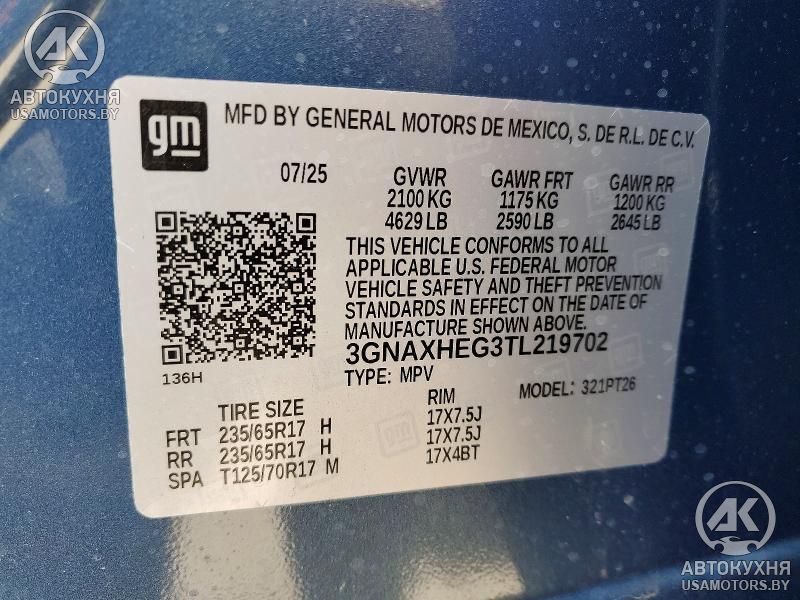 AK
АВТОКУХНЯ
USAMOTORS.BY
gm
MFD BY GENERAL MOTORS DE MEXICO, S. DE R.L. DE C.V.
07/25 GVWR GAWR FRT GAWR RR
2100 KG 1175 KG 1200 KG
4629 LB 2590 LB 2645 LB
THIS VEHICLE CONFORMS TO ALL
APPLICABLE U.S. FEDERAL MOTOR
VEHICLE SAFETY AND THEFT PREVENTION
STANDARDS IN EFFECT ON THE DATE OF
MANUFACTURE SHOWN ABOVE.
3GNAXHEG3TL219702
136H
TYPE: MPV MODEL: 321PT26
TIRE SIZE RIM
FRT 235/65R17 H 17X7.5J
RR 235/65R17 H 17X7.5J
SPA T125/70R17 M 17X4BT
gm
AK
АВТОКУХНЯ
USAMOTORS.BY